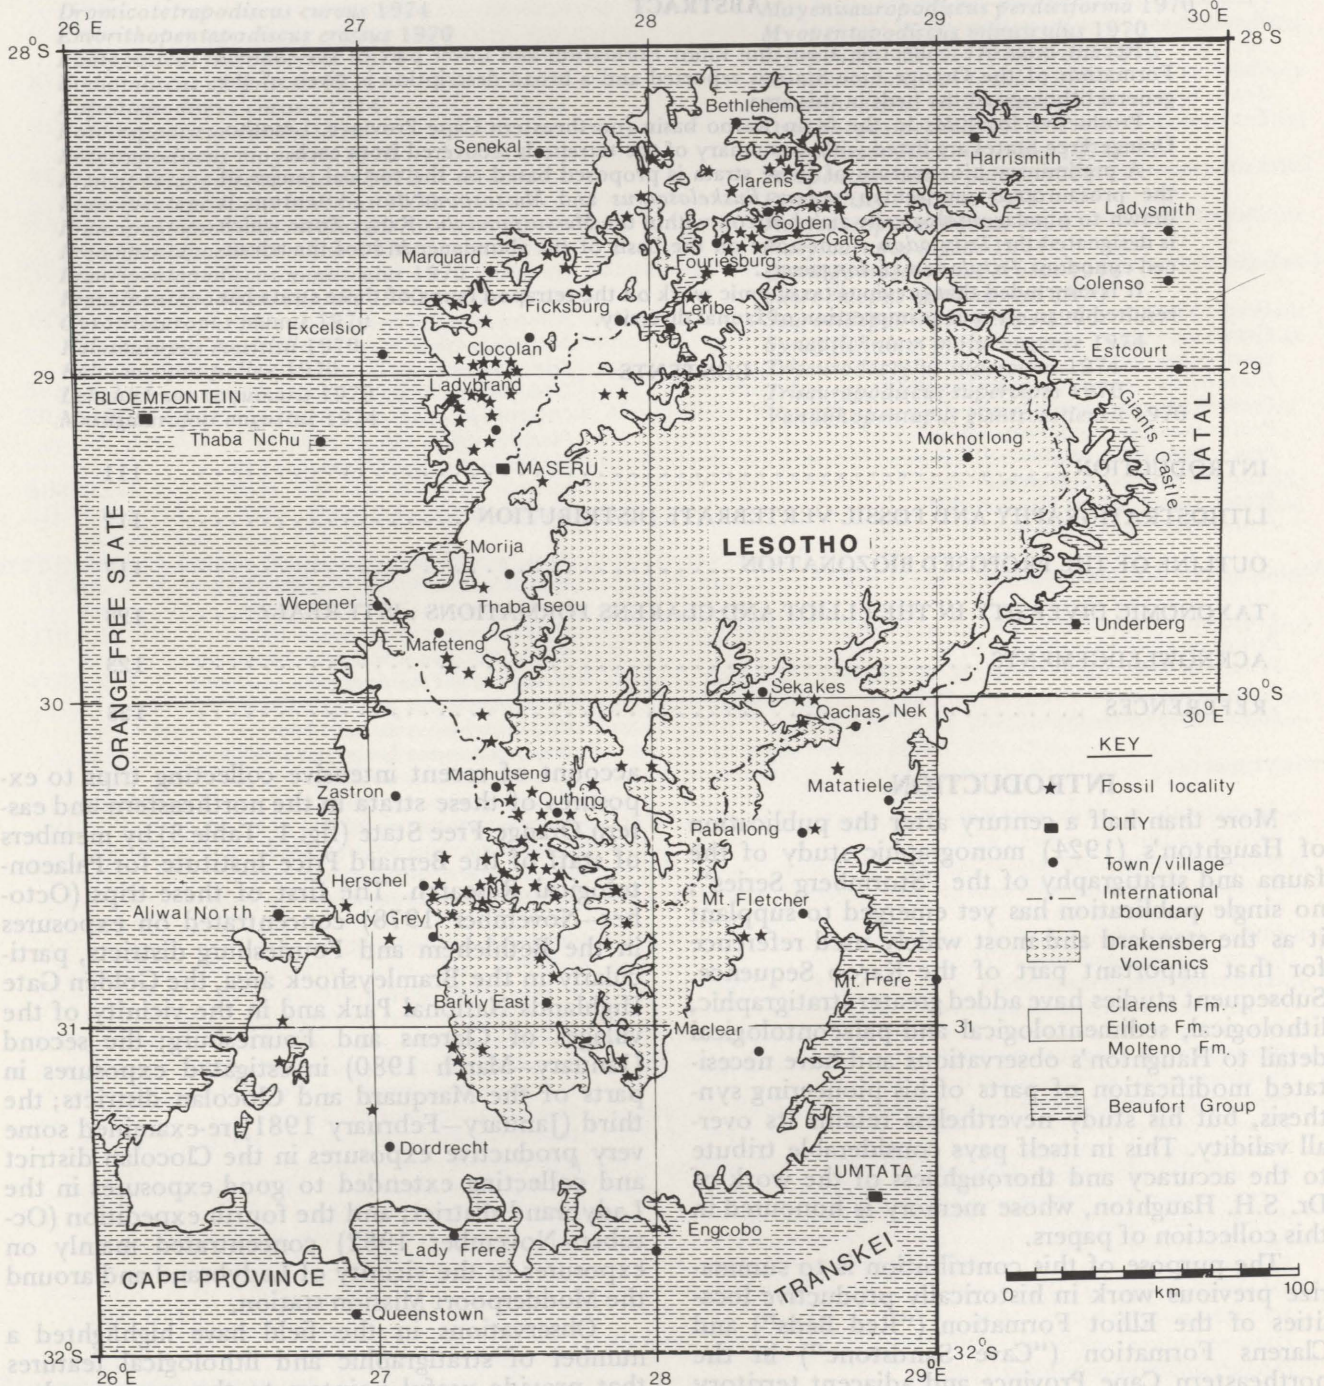 26°E
27
28
29
30°E
28°S
28°S
Bethlehem
Senekal
Harrismith
Clarens
Ladysmith
Golden
Gate
Marquard
Fouriesburg
Colenso
Ficksburg
Leribe
Excelsior
Clocolan
Estcourt
29
29
Ladybrand
BLOEMFONTEIN
Giants Castle
NATAL
Thaba Nchu
Mokhotlong
MASERU
ORANGE FREE STATE
LESOTHO
Morija
Wepener
Thaba Tseou
Underberg
Mafeteng
Sekakes
30
30°S
Qachas Nek
30°E
KEY
Maphutseng
Matatiele
Fossil locality
Zastron
Quthing
CITY
Paballong
Town/village
Herschel
International
boundary
Aliwal North
Lady Grey
Mt. Fletcher
Drakensberg
Volcanics
Mt. Frere
Barkly East
Clarens Fm.
31
Maclear
31
Elliot Fm.
Molteno Fm.
Beaufort Group
Dordrecht
UMTATA
Engcobo
Lady Frere
TRANSKEI
CAPE PROVINCE
0 km 100
Queenstown
32°S
32°S
26°E
27
28
29°E